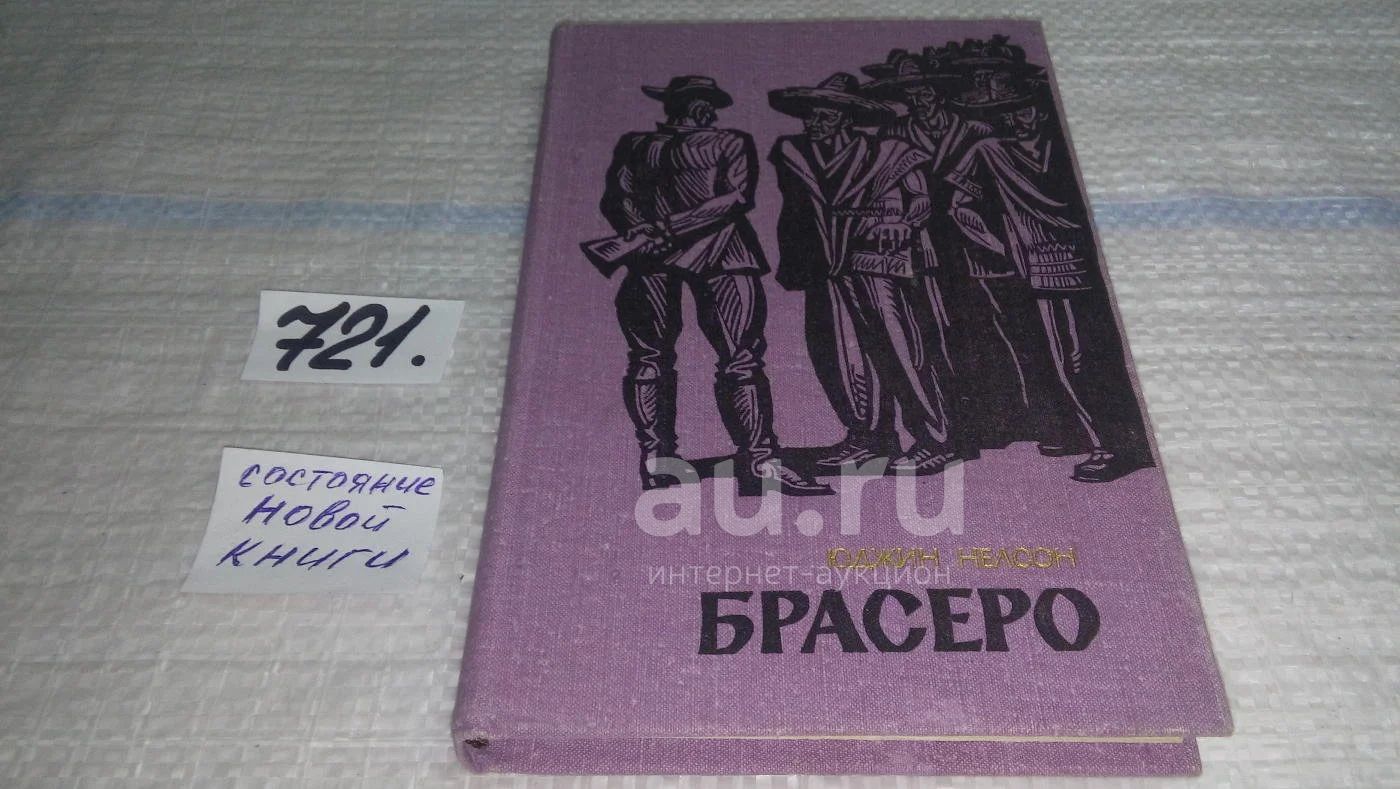 721.
состояние
новой
книги
au.ru
интернет-аукцион
ЮДЖИН НЕЛСОН
БРАСЕРО